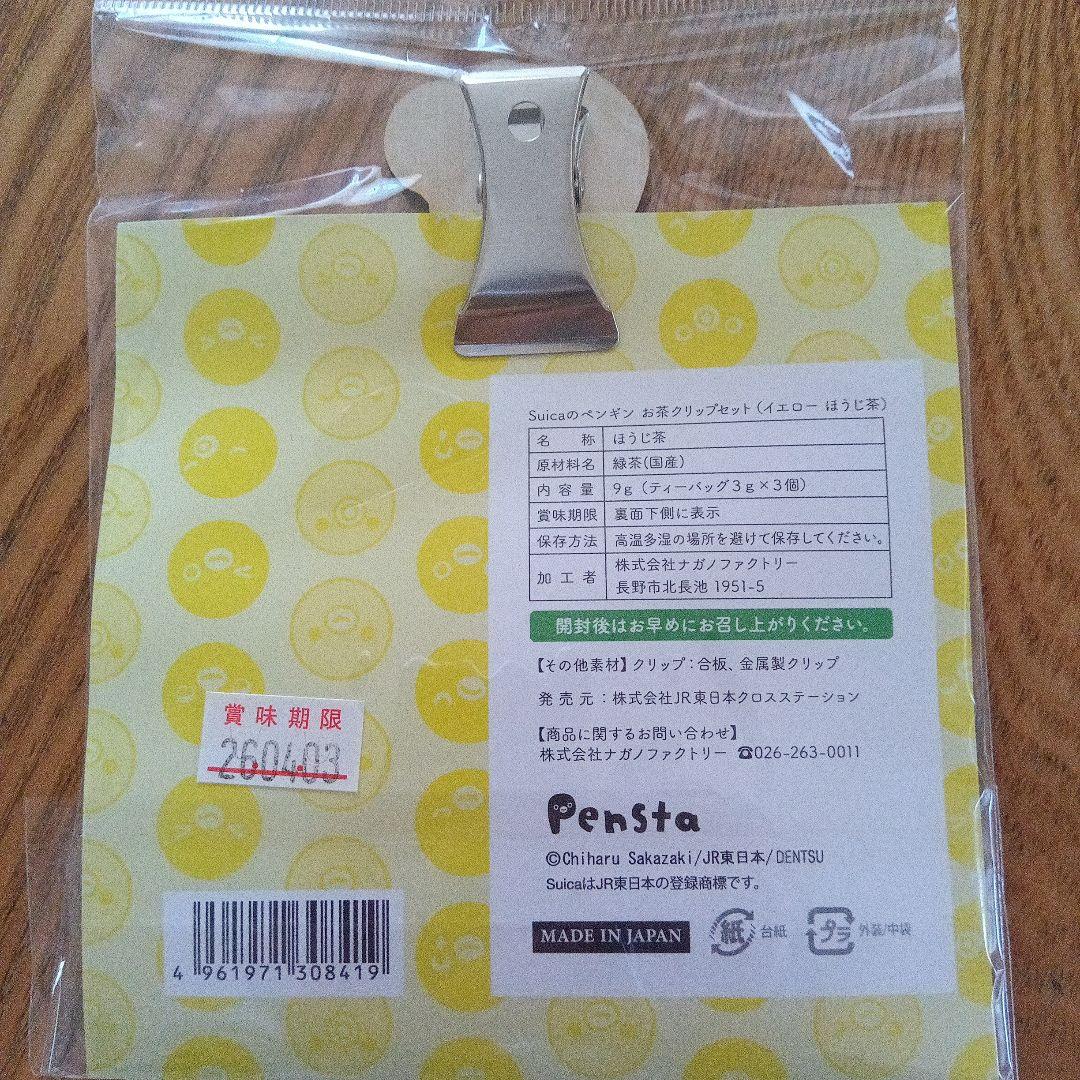 Suicaのペンギン お茶クリップセット（イエロー ほうじ茶）
名称 ほうじ茶
原材料名 緑茶(国産)
内容量 9g（ティーバッグ3g×3個）
賞味期限 裏面下側に表示
保存方法 高温多湿の場所を避けて保存してください。
加工者 株式会社ナガノファクトリー
長野市北長池 1951-5
開封後はお早めにお召し上がりください。
【その他素材】クリップ：合板、金属製クリップ
発売元：株式会社JR東日本クロスステーション
【商品に関するお問い合わせ】
株式会社ナガノファクトリー ☎026-263-0011
Pensta
©Chiharu Sakazaki/JR東日本/DENTSU
SuicaはJR東日本の登録商標です。
MADE IN JAPAN 紙 台紙 プラ 外装/中袋
賞味期限
26.04.03
4 961971 308419